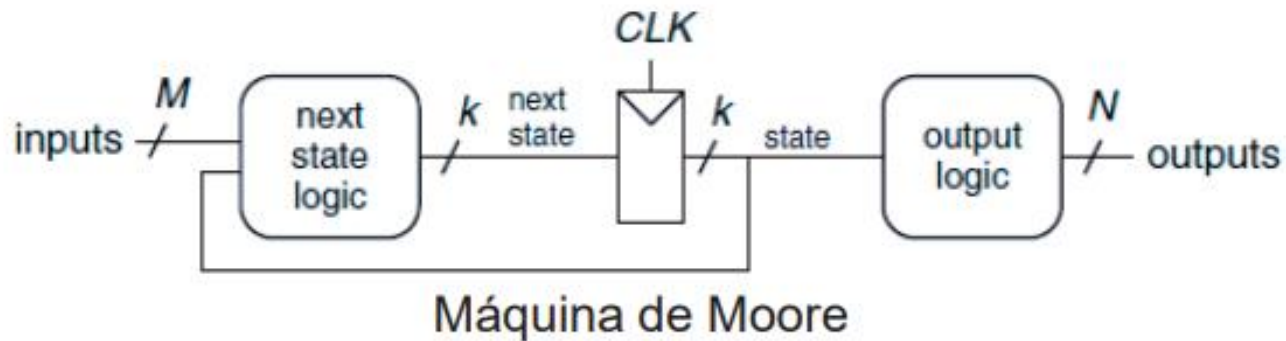 CLK
M
inputs
next
state
logic
k
next
state
k
state
output
logic
N
outputs
Máquina de Moore